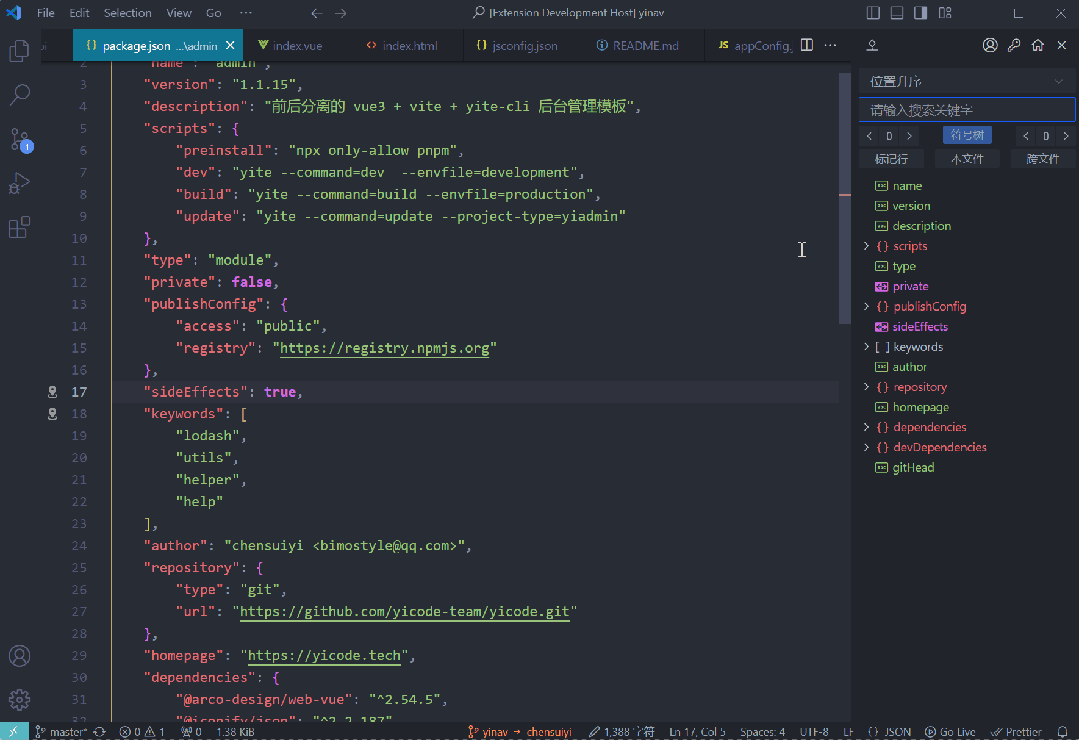 File Edit Selection View Go ··· [Extension Development Host] yinav
package.json ...\admin index.vue index.html jsconfig.json README.md appConfig.
2 "name": "admin",
3 "version": "1.1.15",
4 "description": "前后分离的 vue3 + vite + yite-cli 后台管理模板",
5 "scripts": {
6 "preinstall": "npx only-allow pnpm",
7 "dev": "yite --command=dev  --envfile=development",
8 "build": "yite --command=build --envfile=production",
9 "update": "yite --command=update --project-type=yiadmin"
10 },
11 "type": "module",
12 "private": false,
13 "publishConfig": {
14 "access": "public",
15 "registry": "https://registry.npmjs.org"
16 },
17 "sideEffects": true,
18 "keywords": [
19 "lodash",
20 "utils",
21 "helper",
22 "help"
23 ],
24 "author": "chensuiyi <bimostyle@qq.com>",
25 "repository": {
26 "type": "git",
27 "url": "https://github.com/yicode-team/yicode.git"
28 },
29 "homepage": "https://yicode.tech",
30 "dependencies": {
31 "@arco-design/web-vue": "^2.54.5",
32 "@iconify/json": "^2.2.187"
位置升序
请输入搜索关键字
0 符号树 0
标记行 本文件 跨文件
name
version
description
{} scripts
type
private
{} publishConfig
sideEffects
[ ] keywords
author
{} repository
homepage
{} dependencies
{} devDependencies
gitHead
1
master* 0 1 0 1.38 KiB yinav → chensuiyi 1,388 字符 Ln 17, Col 5 Spaces: 4 UTF-8 LF {} JSON Go Live Prettier